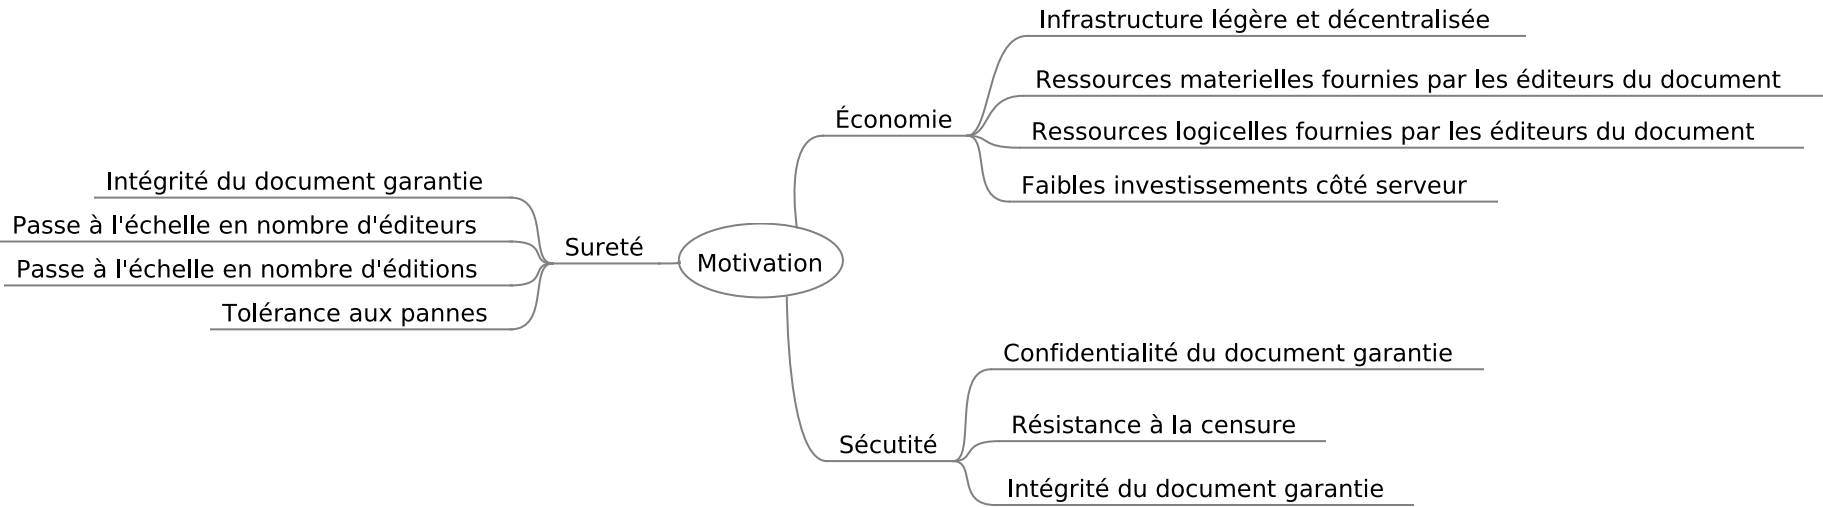 Infrastructure légère et décentralisée
Ressources materielles fournies par les éditeurs du document
Économie
Ressources logicelles fournies par les éditeurs du document
Faibles investissements côté serveur
Intégrité du document garantie
Passe à l'échelle en nombre d'éditeurs
Sureté
Passe à l'échelle en nombre d'éditions
Tolérance aux pannes
Motivation
Confidentialité du document garantie
Résistance à la censure
Sécutité
Intégrité du document garantie